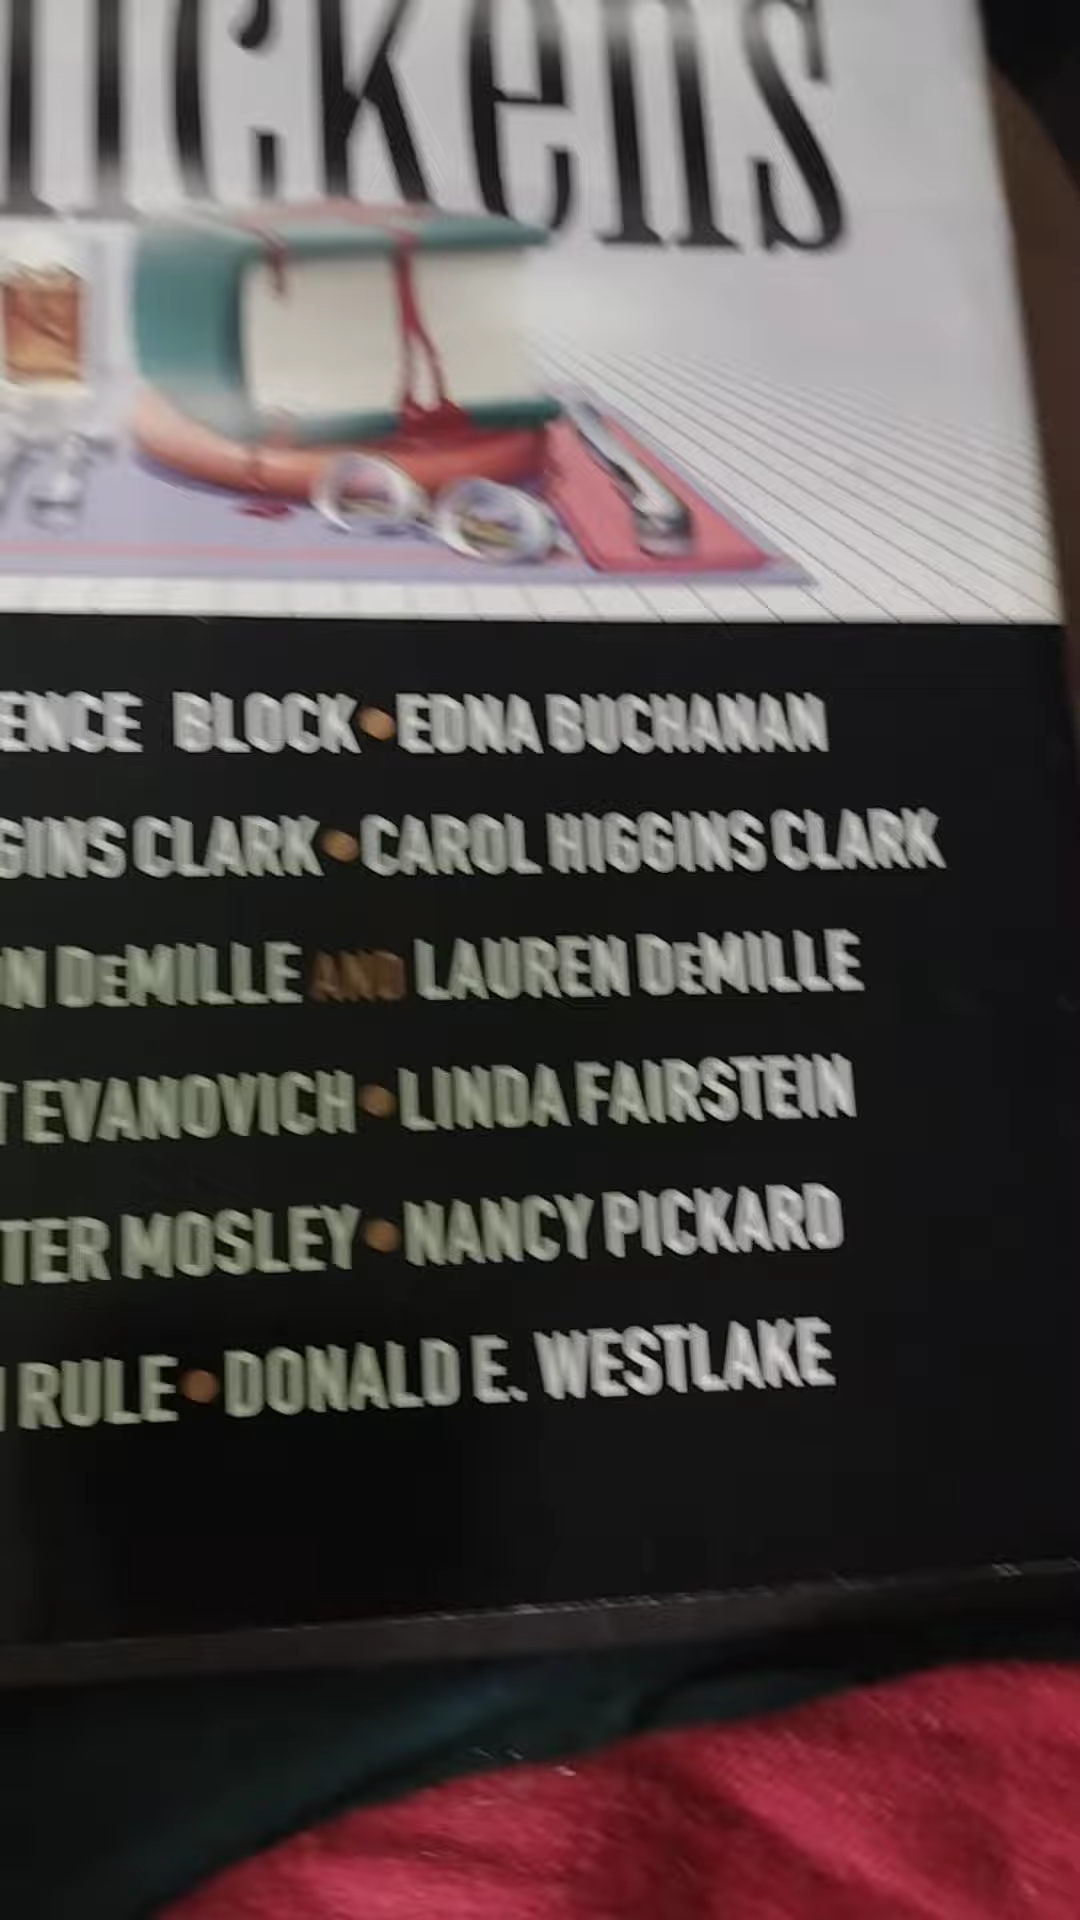 ickens
ENCE BLOCK • EDNA BUCHANAN
GINS CLARK • CAROL HIGGINS CLARK
N DEMILLE AND LAUREN DEMILLE
T EVANOVICH • LINDA FAIRSTEIN
TER MOSLEY • NANCY PICKARD
RULE • DONALD E. WESTLAKE